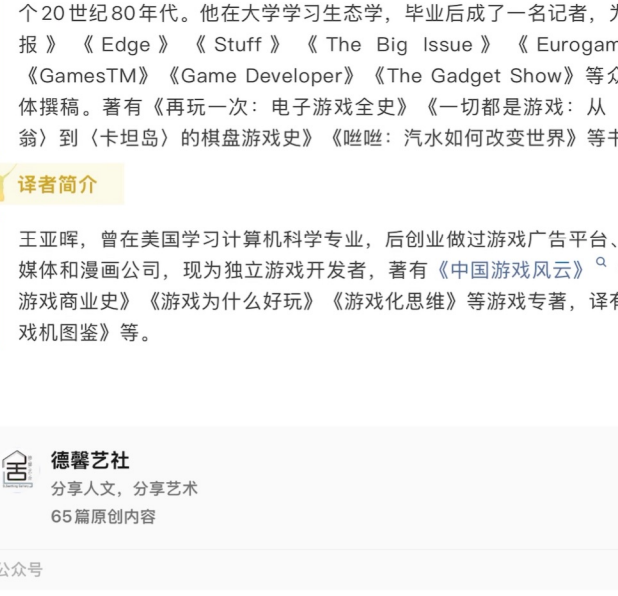 个20世纪80年代。他在大学学习生态学，毕业后成了一名记者，为
报》《Edge》《Stuff》《The Big Issue》《Eurogam
《GamesTM》《Game Developer》《The Gadget Show》等众
体撰稿。著有《再玩一次：电子游戏全史》《一切都是游戏：从
翁〉到〈卡坦岛〉的棋盘游戏史》《咝咝：汽水如何改变世界》等书
译者简介
王亚晖，曾在美国学习计算机科学专业，后创业做过游戏广告平台、
媒体和漫画公司，现为独立游戏开发者，著有《中国游戏风云》
游戏商业史》《游戏为什么好玩》《游戏化思维》等游戏专著，译有
戏机图鉴》等。
德馨艺社
分享人文，分享艺术
65篇原创内容
公众号